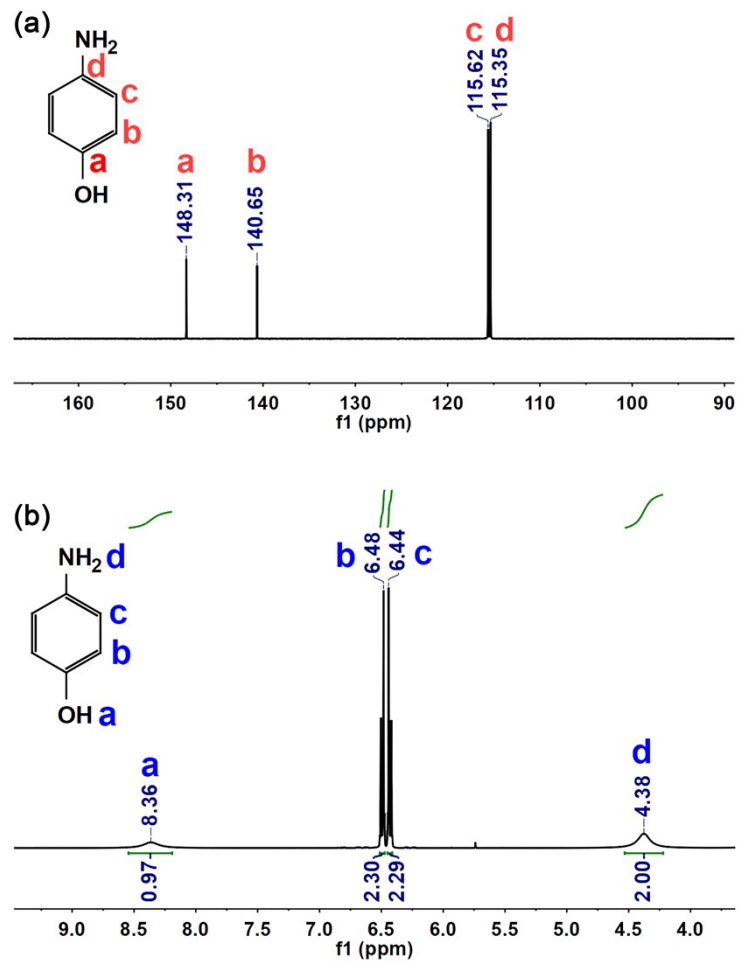 (a)
NH2
d
c
b
a
OH
a
148.31
b
140.65
c d
115.62
115.35
160 150 140 130 120 110 100 90
f1 (ppm)
(b)
NH2 d
c
b
OH a
a
8.36
b
6.48
6.44
c
d
4.38
0.97
2.30
2.29
2.00
9.0 8.5 8.0 7.5 7.0 6.5 6.0 5.5 5.0 4.5 4.0
f1 (ppm)